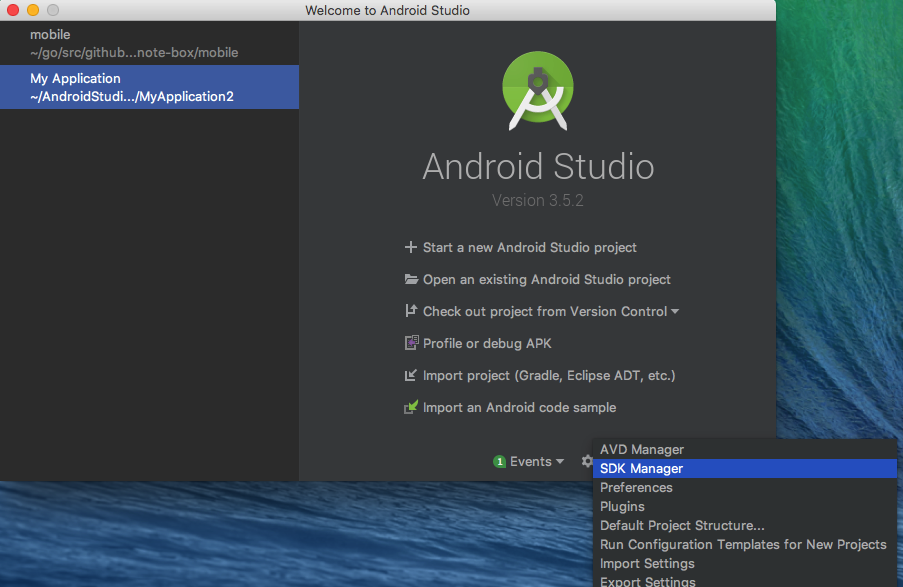 Welcome to Android Studio
mobile
~/go/src/github...note-box/mobile
My Application
~/AndroidStudi.../MyApplication2
Android Studio
Version 3.5.2
Start a new Android Studio project
Open an existing Android Studio project
Check out project from Version Control
Profile or debug APK
Import project (Gradle, Eclipse ADT, etc.)
Import an Android code sample
1 Events
AVD Manager
SDK Manager
Preferences
Plugins
Default Project Structure...
Run Configuration Templates for New Projects
Import Settings
Export Settings